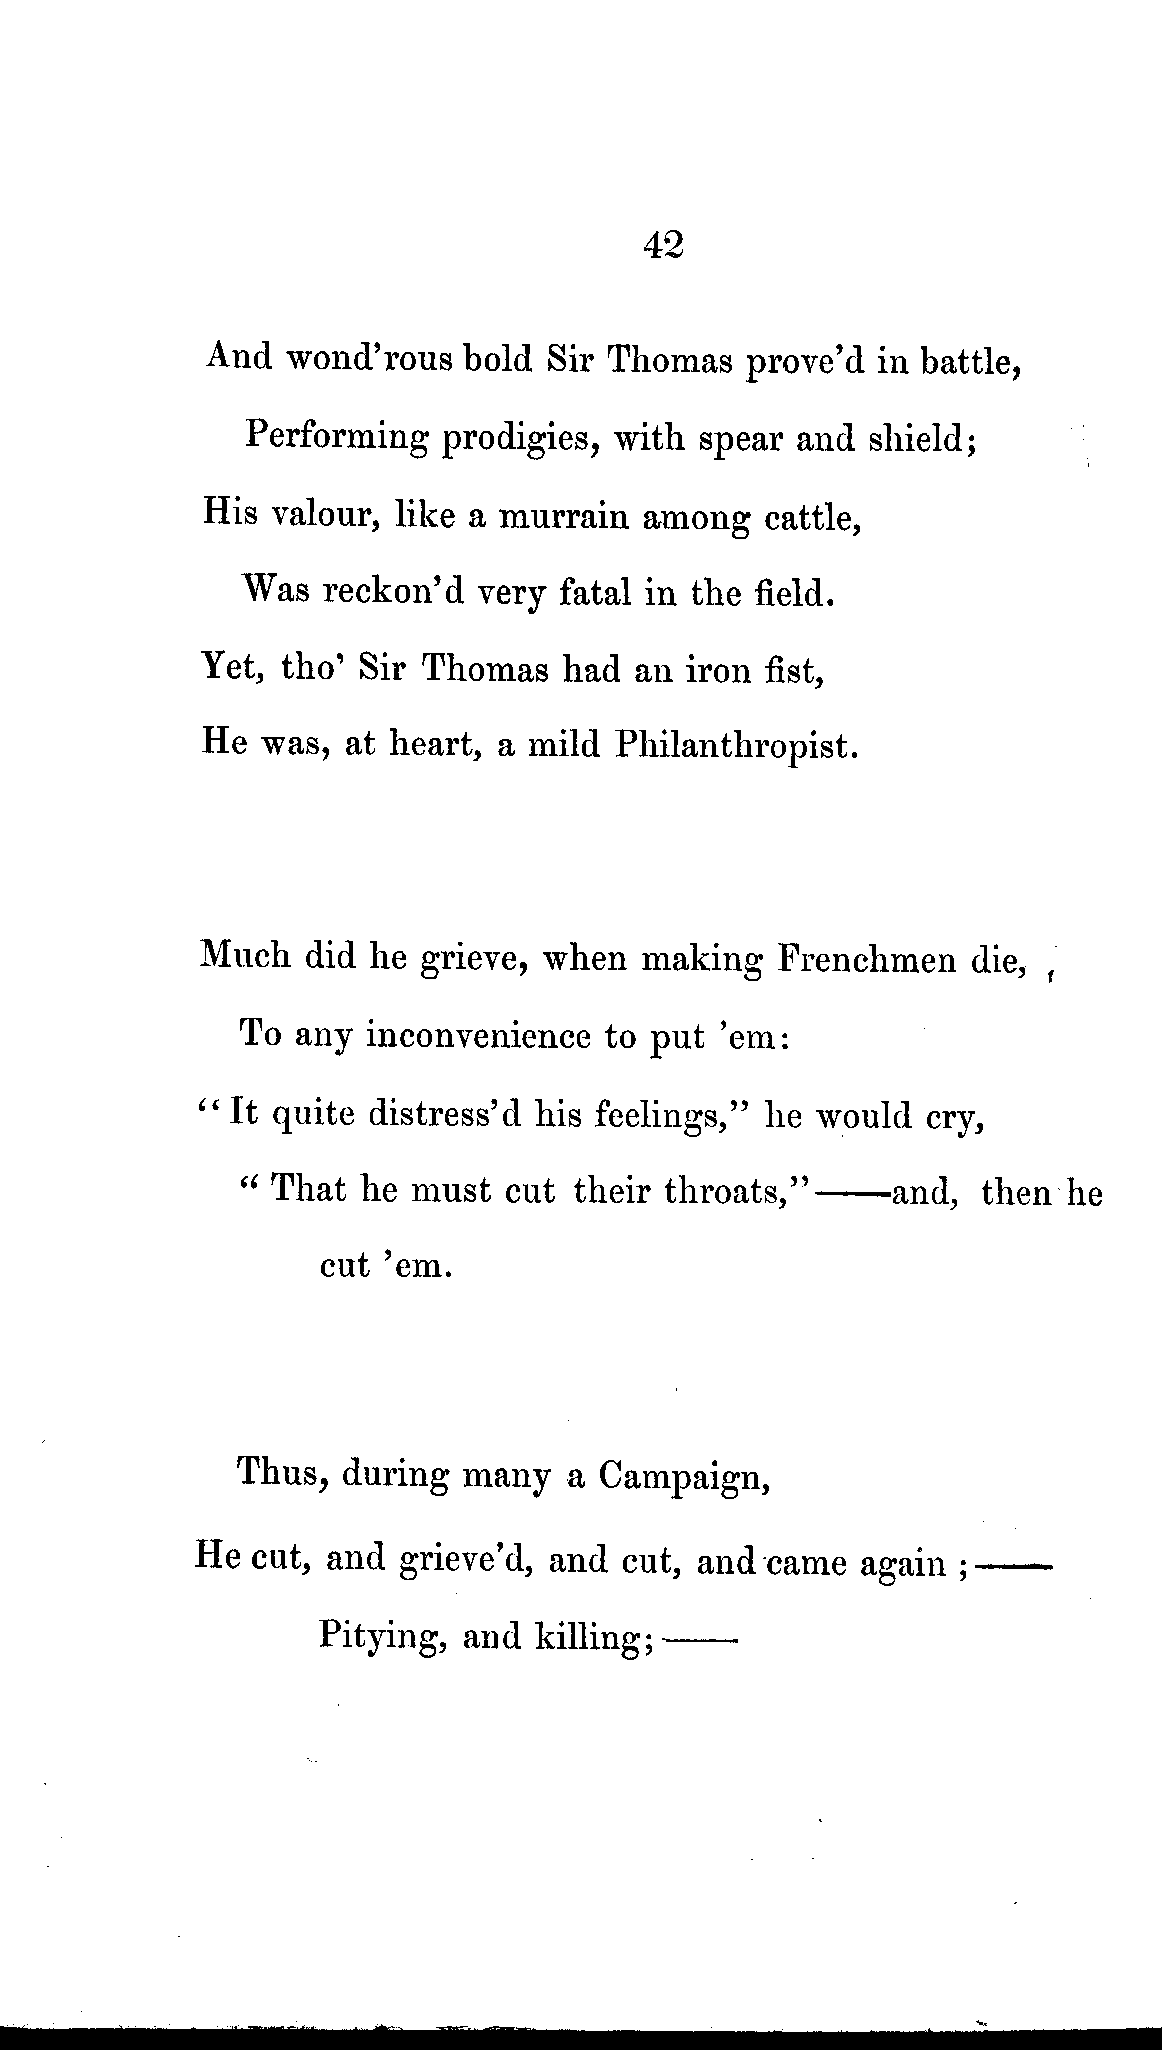 42
And wond'rous bold Sir Thomas prove'd in battle,
Performing prodigies, with spear and shield;
His valour, like a murrain among cattle,
Was reckon'd very fatal in the field.
Yet, tho' Sir Thomas had an iron fist,
He was, at heart, a mild Philanthropist.
Much did he grieve, when making Frenchmen die,
To any inconvenience to put 'em:
“It quite distress'd his feelings,” he would cry,
“That he must cut their throats,”——and, then he
cut 'em.
Thus, during many a Campaign,
He cut, and grieve'd, and cut, and came again ;——
Pitying, and killing;——